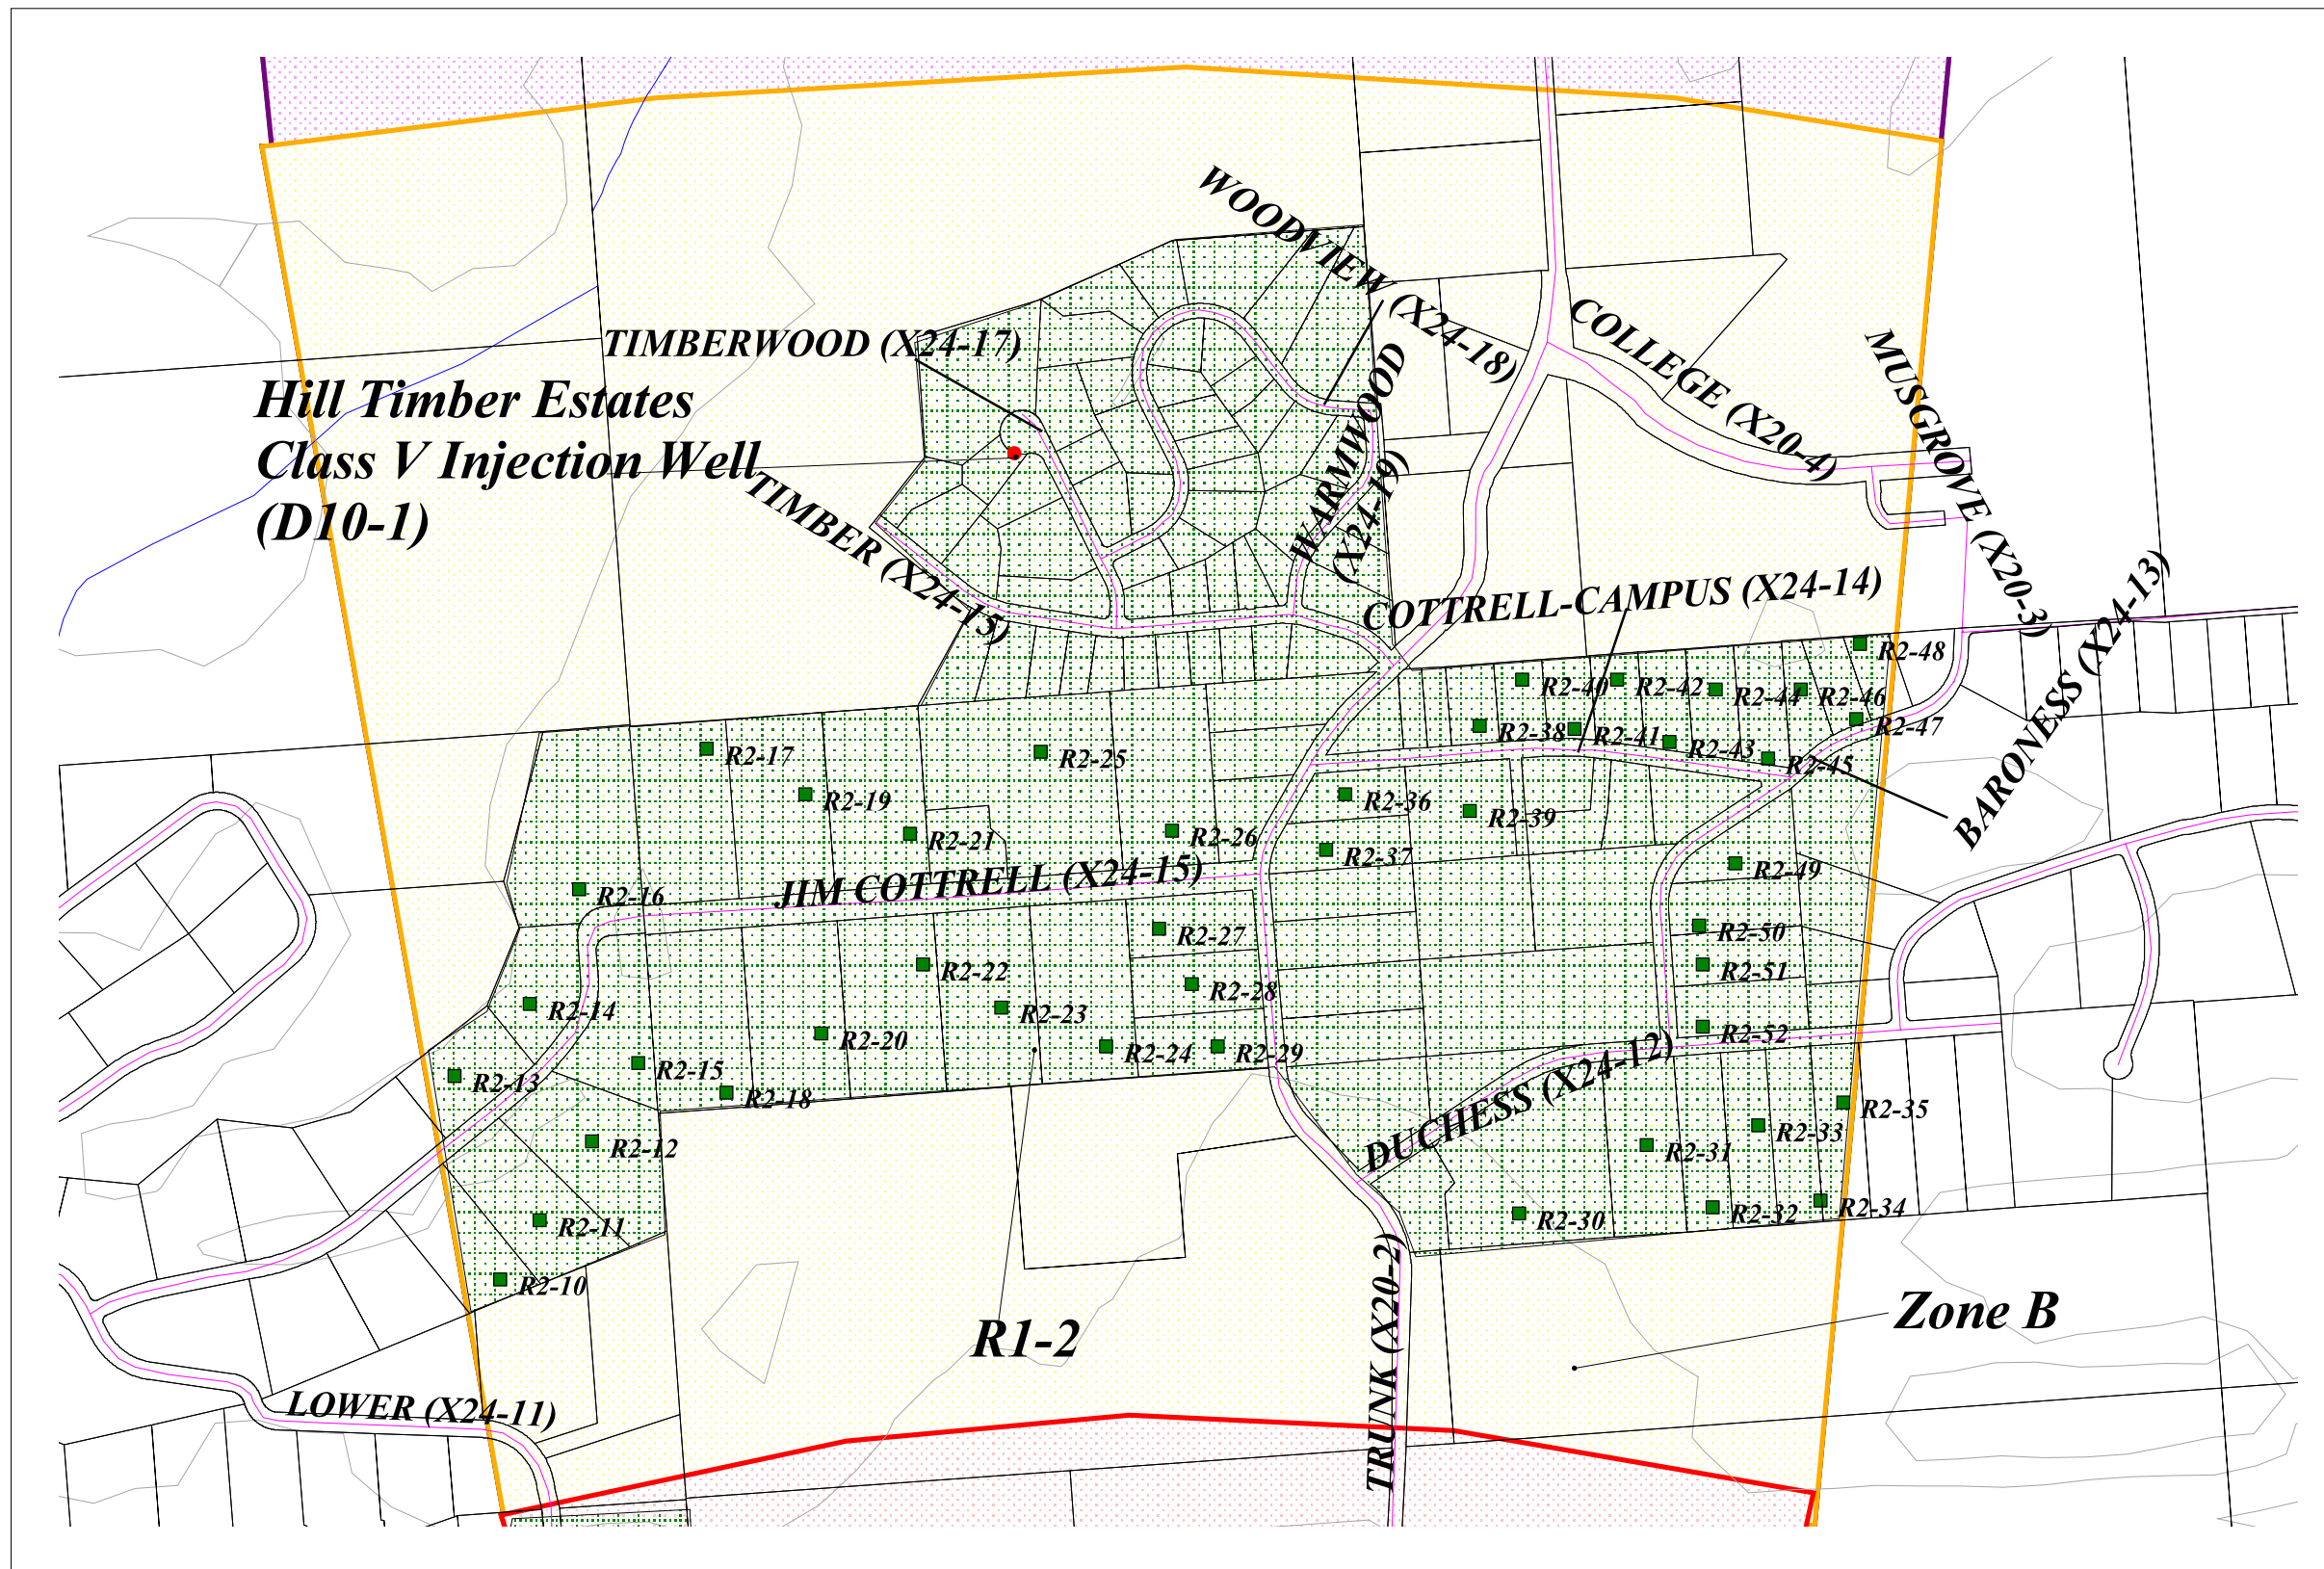 WOODVIEW (X24-18)
TIMBERWOOD (X24-17)
COLLEGE (X20-4)
MUSGROVE (X20-3)
Hill Timber Estates
Class V Injection Well
(D10-1)
WARMWOOD
(X24-19)
TIMBER (X24-15)
COTTRELL-CAMPUS (X24-14)
BARONESS (X24-13)
R2-48
R2-40
R2-42
R2-44
R2-46
R2-47
R2-38
R2-41
R2-43
R2-45
R2-17
R2-25
R2-19
R2-36
R2-39
R2-21
R2-26
R2-37
R2-49
JIM COTTRELL (X24-15)
R2-16
R2-27
R2-50
R2-22
R2-51
R2-28
R2-14
R2-23
R2-20
R2-52
R2-24
R2-29
R2-15
R2-13
R2-18
DUCHESS (X24-12)
R2-35
R2-33
R2-12
R2-31
R2-11
R2-30
R2-32
R2-34
R2-10
Zone B
R1-2
TRUNK (X20-2)
LOWER (X24-11)